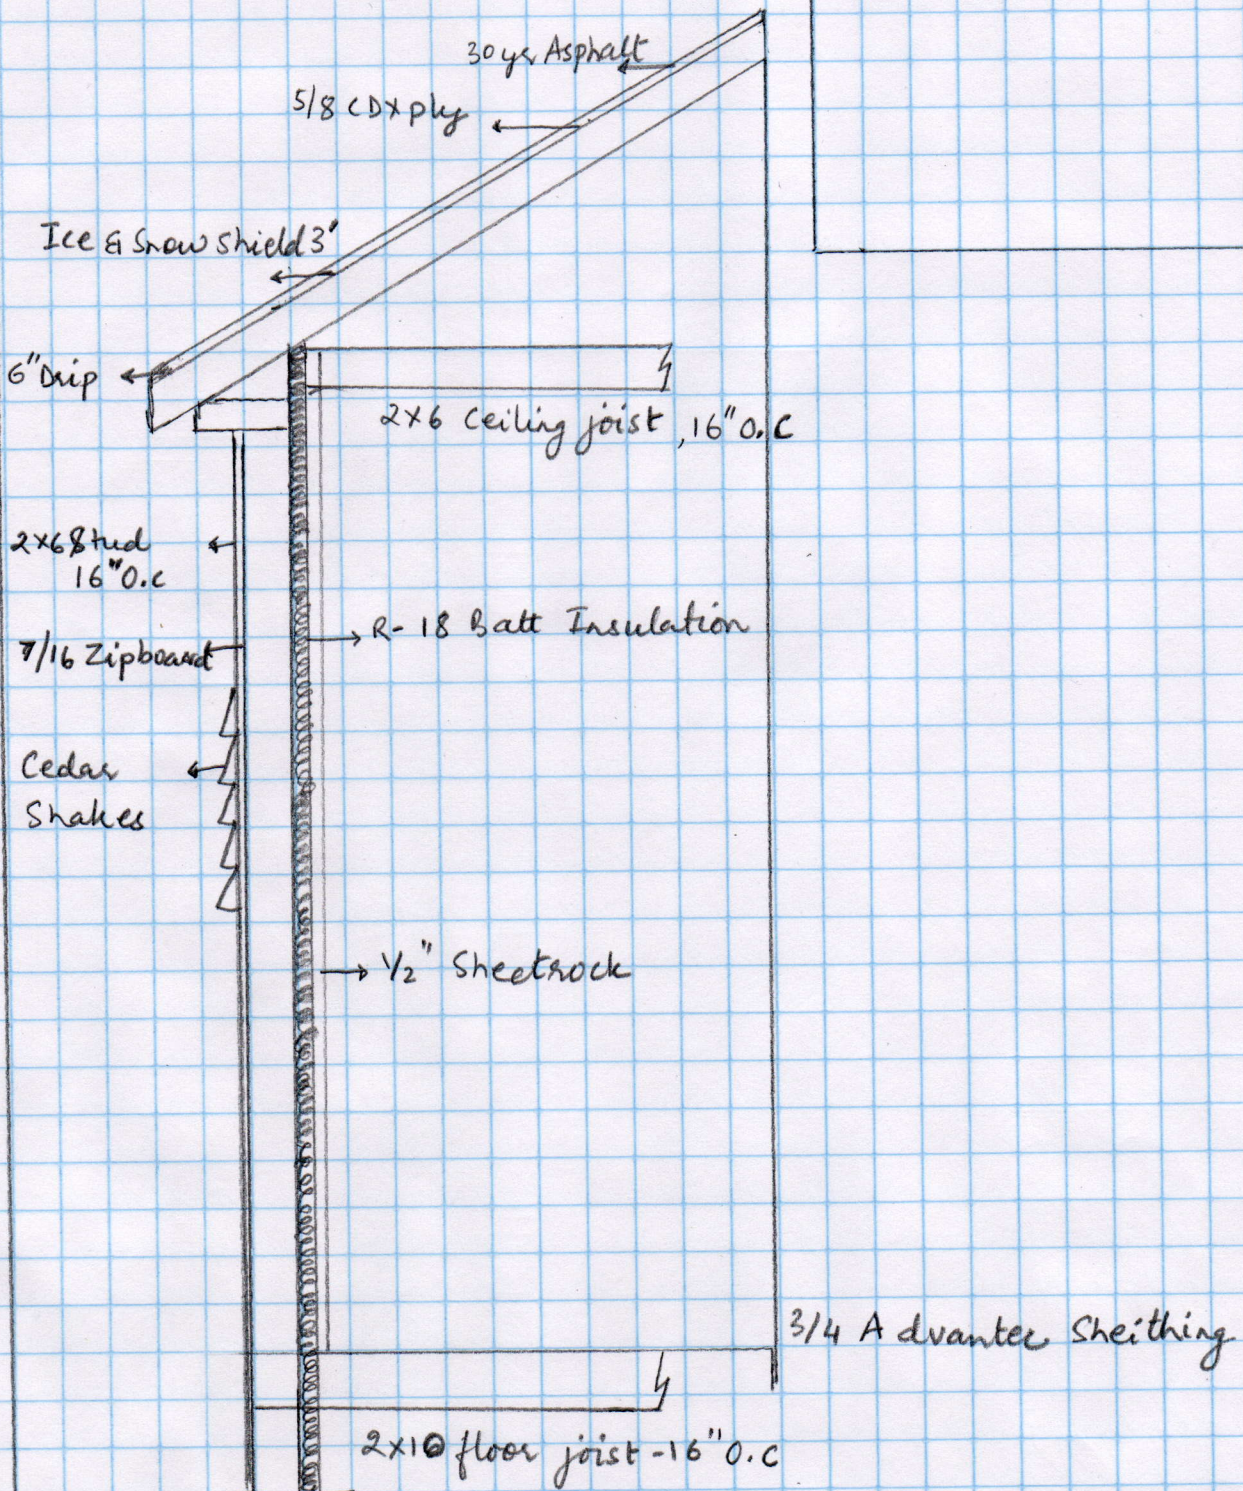 30 yr Asphalt
5/8 CDX ply
Ice & Snow Shield 3'
6" Drip
2x6 Ceiling joist, 16" O.C
2x6 Stud
16" O.C
R-18 Batt Insulation
7/16 Zipboard
Cedar
Shakes
1/2" Sheetrock
3/4 Advantec Sheithing
2x10 floor joist - 16" O.C